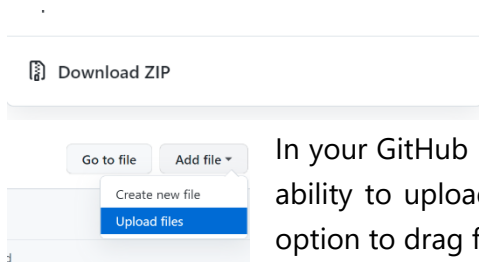 Download ZIP
Go to file Add file
Create new file
Upload files
In your GitHub
ability to
option to drag